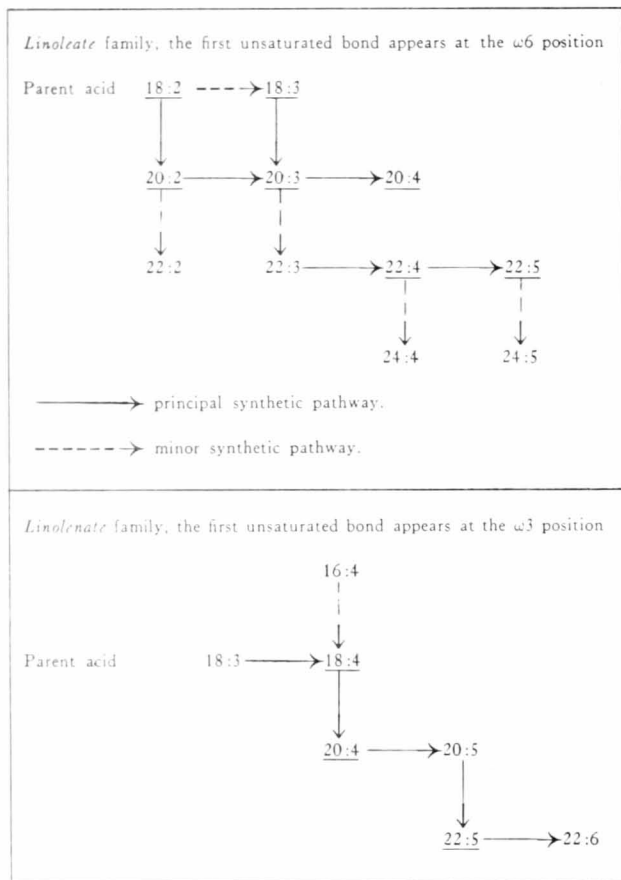 Linoleate family, the first unsaturated bond appears at the ω6 position
Parent acid 18:2 18:3
20:2 20:3 20:4
22:2 22:3 22:4 22:5
24:4 24:5
principal synthetic pathway.
minor synthetic pathway.
Linolenate family, the first unsaturated bond appears at the ω3 position
16:4
Parent acid 18:3 18:4
20:4 20:5
22:5 22:6